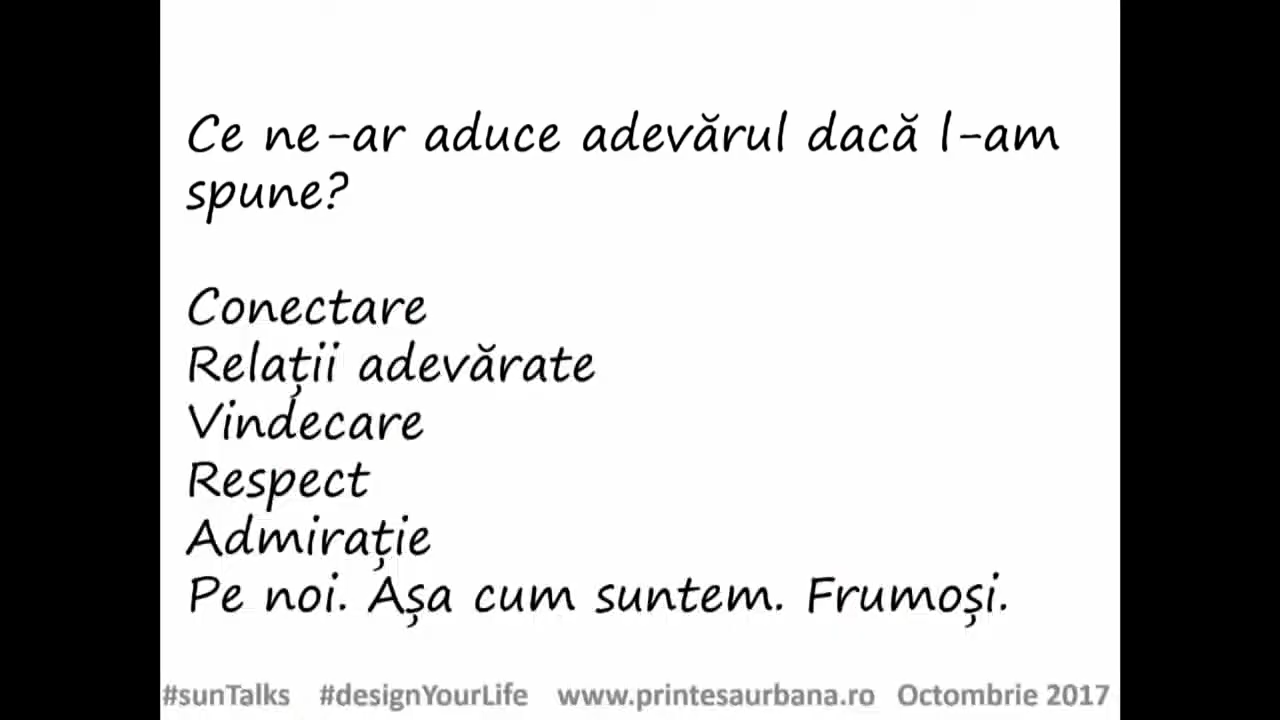 Ce ne-ar aduce adevărul dacă l-am
spune?
Conectare
Relații adevărate
Vindecare
Respect
Admirație
Pe noi. Așa cum suntem. Frumoși.
#sunTalks #designYourLife www.printesaurbana.ro Octombrie 2017